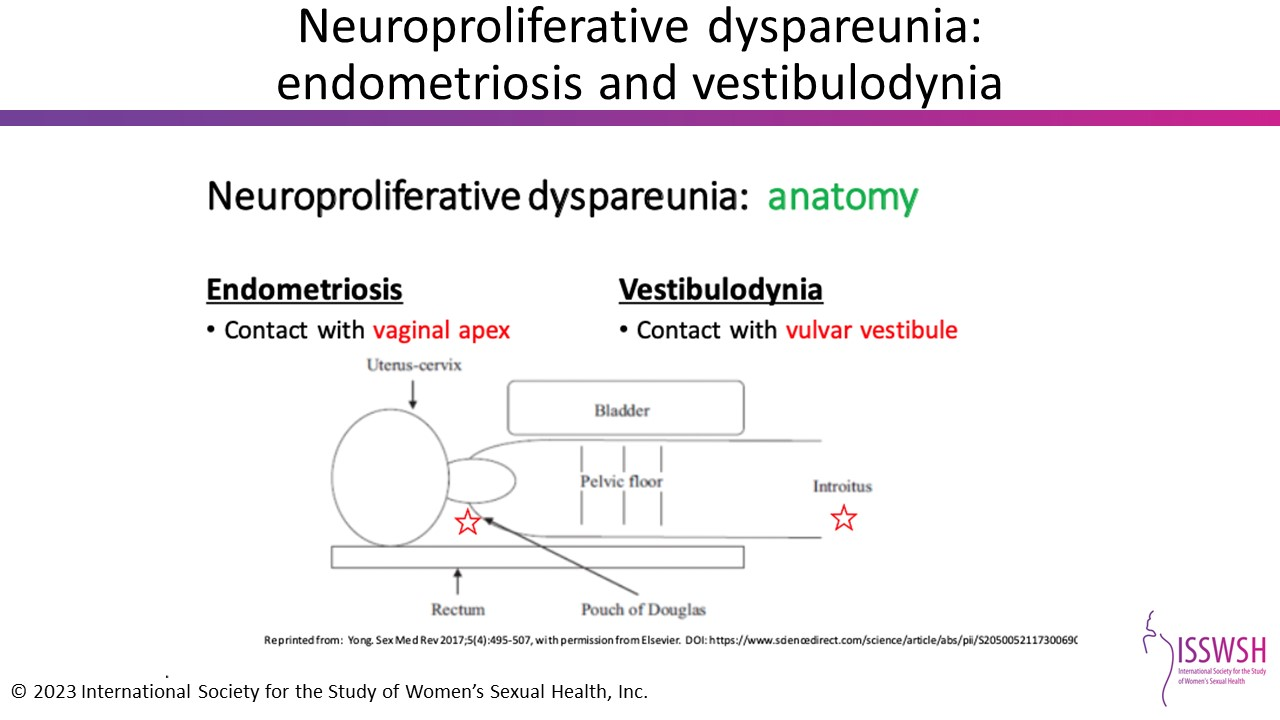 Neuroproliferative dyspareunia:
endometriosis and vestibulodynia
Neuroproliferative dyspareunia: anatomy
Endometriosis
• Contact with vaginal apex
Vestibulodynia
• Contact with vulvar vestibule
Uterus-cervix
Bladder
Pelvic floor
Introitus
Rectum
Pouch of Douglas
Reprinted from: Yong. Sex Med Rev 2017;5(4):495-507, with permission from Elsevier. DOI: https://www.sciencedirect.com/science/article/abs/pii/S205005211730069
ISSWSH
International Society for the Study
of Women's Sexual Health
© 2023 International Society for the Study of Women’s Sexual Health, Inc.